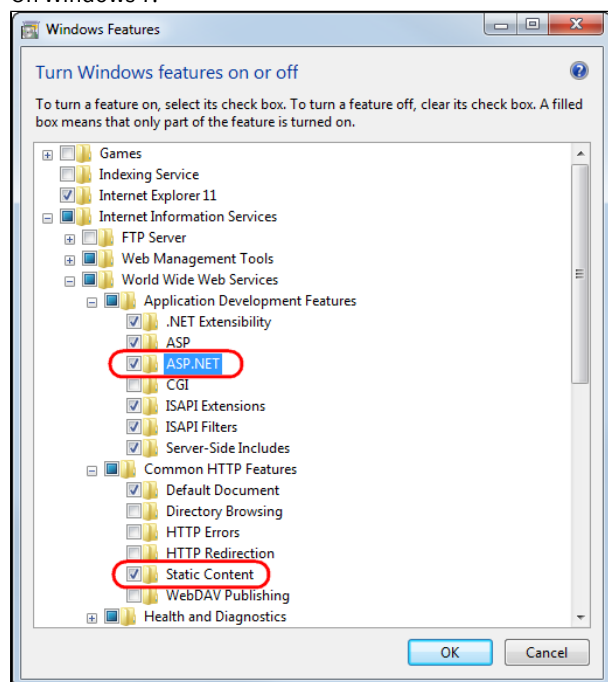 On Windows 7:
Windows Features
Turn Windows features on or off
To turn a feature on, select its check box. To turn a feature off, clear its check box. A filled
box means that only part of the feature is turned on.
Games
Indexing Service
Internet Explorer 11
Internet Information Services
FTP Server
Web Management Tools
World Wide Web Services
Application Development Features
.NET Extensibility
ASP
ASP.NET
CGI
ISAPI Extensions
ISAPI Filters
Server-Side Includes
Common HTTP Features
Default Document
Directory Browsing
HTTP Errors
HTTP Redirection
Static Content
WebDAV Publishing
Health and Diagnostics
OK Cancel